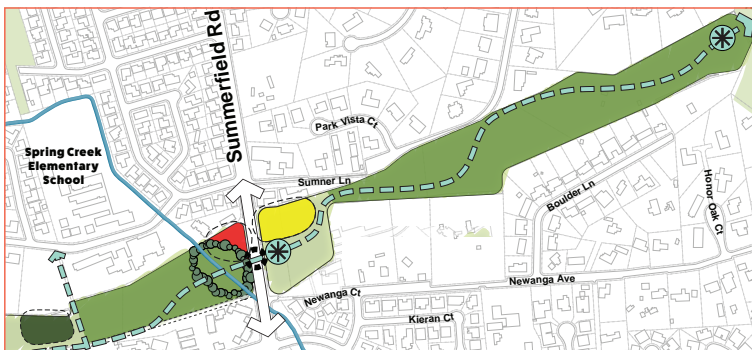 Summerfield Rd
Spring Creek
Elementary
School
Park Vista Ct
Sumner Ln
Boulder Ln
Honor Oak Ct
Newanga Ave
Newanga Ct
Kieran Ct